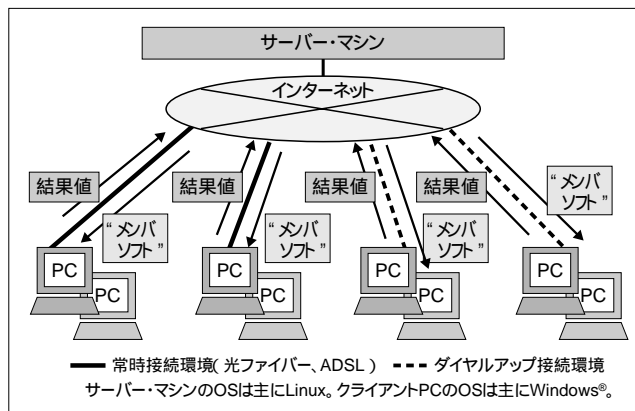 サーバー・マシン
インターネット
結果値
結果値
結果値
結果値
“メンバ
ソフト”
“メンバ
ソフト”
“メンバ
ソフト”
“メンバ
ソフト”
PC
PC
PC
PC
PC
PC
PC
PC
常時接続環境(光ファイバー、ADSL) ダイヤルアップ接続環境
サーバー・マシンのOSは主にLinux。クライアントPCのOSは主にWindows®。